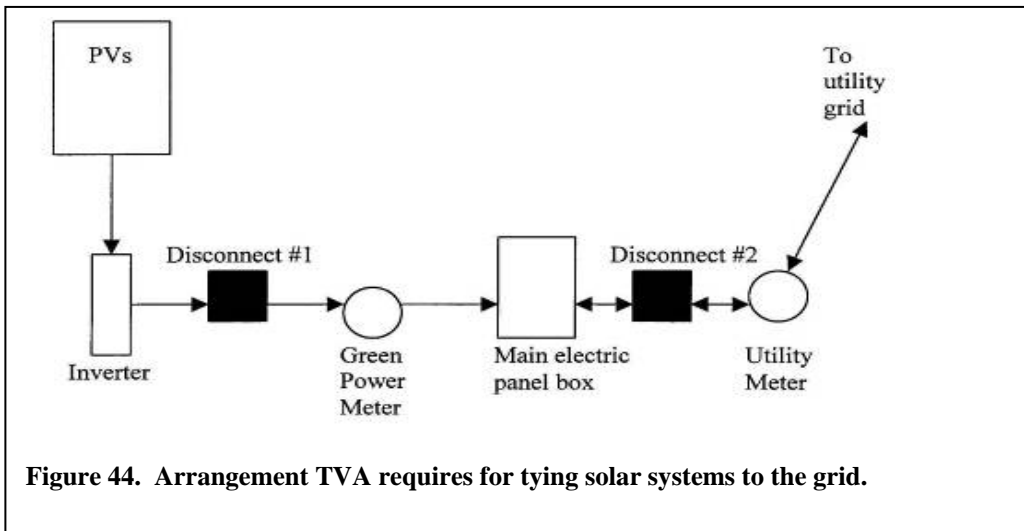 PVs
To
utility
grid
Disconnect #1
Disconnect #2
Inverter
Green
Power
Meter
Main electric
panel box
Utility
Meter
Figure 44.  Arrangement TVA requires for tying solar systems to the grid.